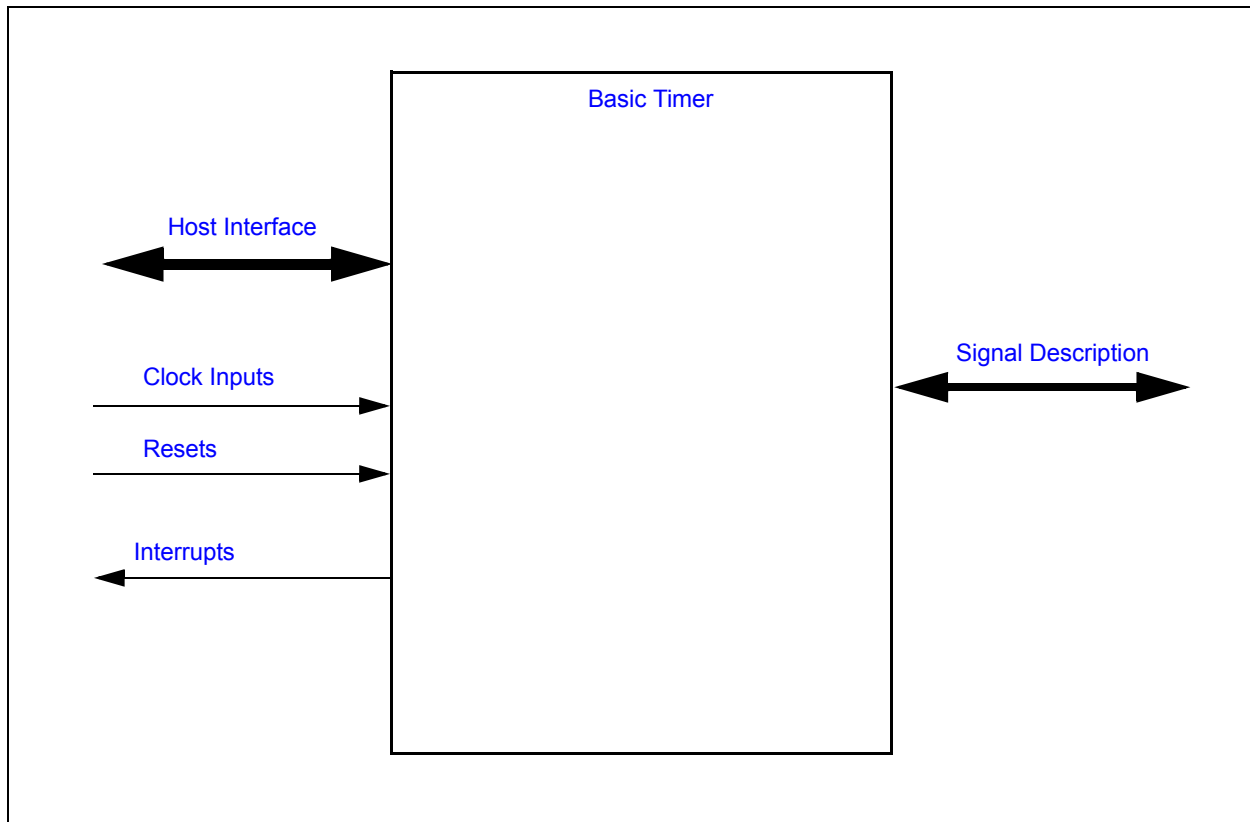 Basic Timer
Host Interface
Signal Description
Clock Inputs
Resets
Interrupts